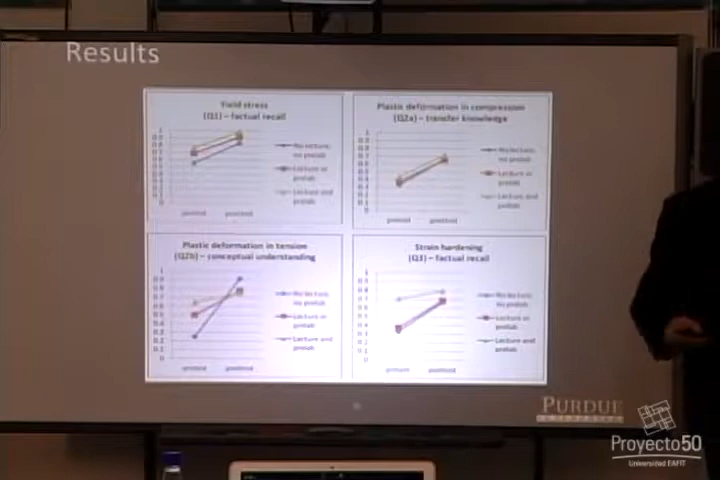 Results
Yield stress
(Q1) – factual recall
No lecture,
no prelab
Lecture or
prelab
Lecture and
prelab
pretest posttest
Plastic deformation in compression
(Q2a) – transfer knowledge
No lecture,
no prelab
Lecture or
prelab
Lecture and
prelab
pretest posttest
Plastic deformation in tension
(Q2b) – conceptual understanding
No lecture,
no prelab
Lecture or
prelab
Lecture and
prelab
pretest posttest
Strain hardening
(Q3) – factual recall
No lecture,
no prelab
Lecture or
prelab
Lecture and
prelab
pretest posttest
PURDUE
UNIVERSITY
Proyecto50
Universidad EAFIT